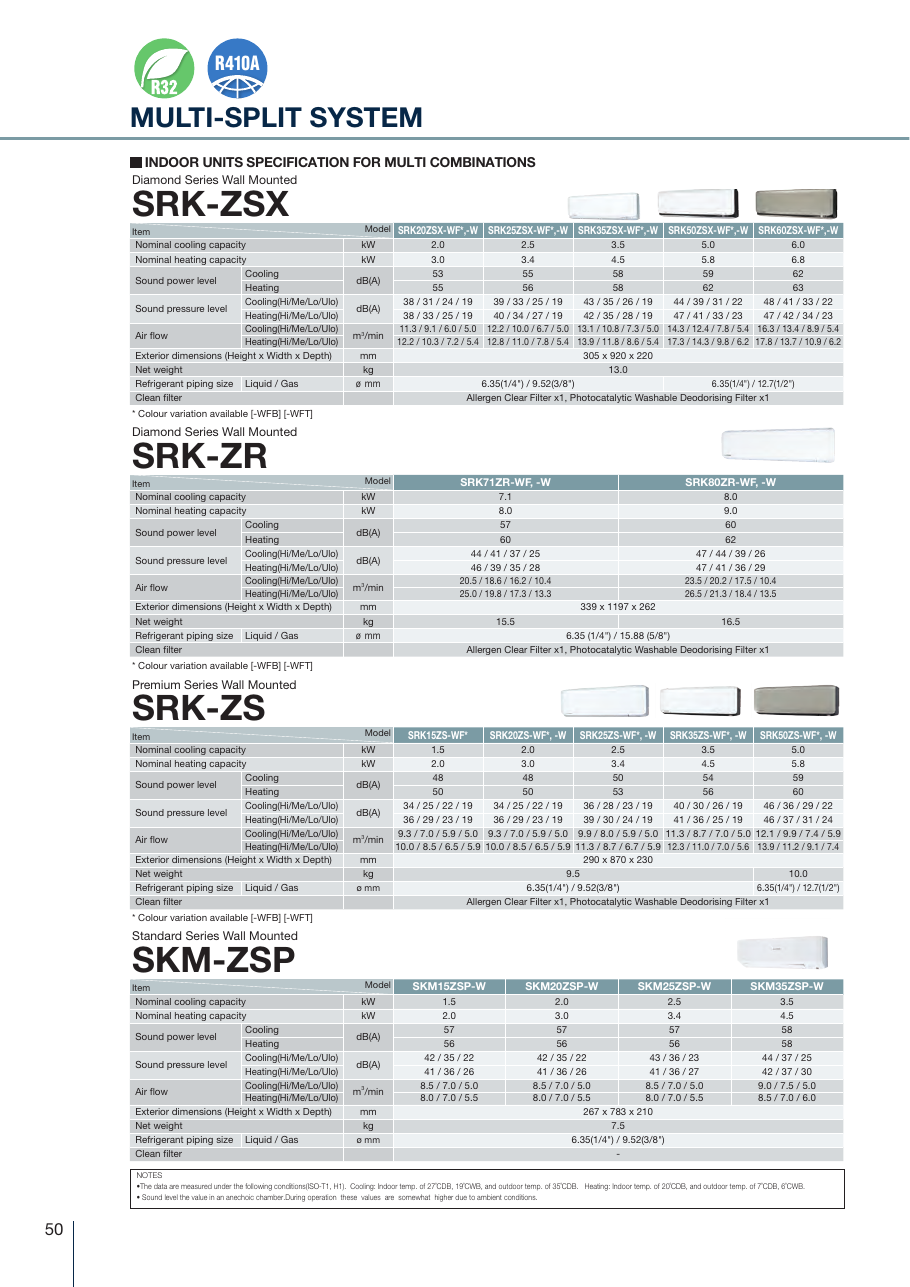 R32
R410A
MULTI-SPLIT SYSTEM
INDOOR UNITS SPECIFICATION FOR MULTI COMBINATIONS
Diamond Series Wall Mounted
SRK-ZSX
Item Model SRK20ZSX-WF*,-W SRK25ZSX-WF*,-W SRK35ZSX-WF*,-W SRK50ZSX-WF*,-W SRK60ZSX-WF*,-W
Nominal cooling capacity kW 2.0 2.5 3.5 5.0 6.0
Nominal heating capacity kW 3.0 3.4 4.5 5.8 6.8
Sound power level dB(A)
Cooling 53 55 58 59 62
Heating 55 56 58 62 63
Sound pressure level dB(A)
Cooling(Hi/Me/Lo/Ulo) 38 / 31 / 24 / 19 39 / 33 / 25 / 19 43 / 35 / 26 / 19 44 / 39 / 31 / 22 48 / 41 / 33 / 22
Heating(Hi/Me/Lo/Ulo) 38 / 33 / 25 / 19 40 / 34 / 27 / 19 42 / 35 / 28 / 19 47 / 41 / 33 / 23 47 / 42 / 34 / 23
Air flow m³/min
Cooling(Hi/Me/Lo/Ulo) 11.3 / 9.1 / 6.0 / 5.0 12.2 / 10.0 / 6.7 / 5.0 13.1 / 10.8 / 7.3 / 5.0 14.3 / 12.4 / 7.8 / 5.4 16.3 / 13.4 / 8.9 / 5.4
Heating(Hi/Me/Lo/Ulo) 12.2 / 10.3 / 7.2 / 5.4 12.8 / 11.0 / 7.8 / 5.4 13.9 / 11.8 / 8.6 / 5.4 17.3 / 14.3 / 9.8 / 6.2 17.8 / 13.7 / 10.9 / 6.2
Exterior dimensions (Height x Width x Depth) mm 305 x 920 x 220
Net weight kg 13.0
Refrigerant piping size Liquid / Gas ø mm 6.35(1/4") / 9.52(3/8") 6.35(1/4") / 12.7(1/2")
Clean filter Allergen Clear Filter x1, Photocatalytic Washable Deodorising Filter x1
* Colour variation available [-WFB] [-WFT]
Diamond Series Wall Mounted
SRK-ZR
Item Model SRK71ZR-WF, -W SRK80ZR-WF, -W
Nominal cooling capacity kW 7.1 8.0
Nominal heating capacity kW 8.0 9.0
Sound power level dB(A)
Cooling 57 60
Heating 60 62
Sound pressure level dB(A)
Cooling(Hi/Me/Lo/Ulo) 44 / 41 / 37 / 25 47 / 44 / 39 / 26
Heating(Hi/Me/Lo/Ulo) 46 / 39 / 35 / 28 47 / 41 / 36 / 29
Air flow m³/min
Cooling(Hi/Me/Lo/Ulo) 20.5 / 18.6 / 16.2 / 10.4 23.5 / 20.2 / 17.5 / 10.4
Heating(Hi/Me/Lo/Ulo) 25.0 / 19.8 / 17.3 / 13.3 26.5 / 21.3 / 18.4 / 13.5
Exterior dimensions (Height x Width x Depth) mm 339 x 1197 x 262
Net weight kg 15.5 16.5
Refrigerant piping size Liquid / Gas ø mm 6.35 (1/4") / 15.88 (5/8")
Clean filter Allergen Clear Filter x1, Photocatalytic Washable Deodorising Filter x1
* Colour variation available [-WFB] [-WFT]
Premium Series Wall Mounted
SRK-ZS
Item Model SRK15ZS-WF* SRK20ZS-WF*, -W SRK25ZS-WF*, -W SRK35ZS-WF*, -W SRK50ZS-WF*, -W
Nominal cooling capacity kW 1.5 2.0 2.5 3.5 5.0
Nominal heating capacity kW 2.0 3.0 3.4 4.5 5.8
Sound power level dB(A)
Cooling 48 48 50 54 59
Heating 50 50 53 56 60
Sound pressure level dB(A)
Cooling(Hi/Me/Lo/Ulo) 34 / 25 / 22 / 19 34 / 25 / 22 / 19 36 / 28 / 23 / 19 40 / 30 / 26 / 19 46 / 36 / 29 / 22
Heating(Hi/Me/Lo/Ulo) 36 / 29 / 23 / 19 36 / 29 / 23 / 19 39 / 30 / 24 / 19 41 / 36 / 25 / 19 46 / 37 / 31 / 24
Air flow m³/min
Cooling(Hi/Me/Lo/Ulo) 9.3 / 7.0 / 5.9 / 5.0 9.3 / 7.0 / 5.9 / 5.0 9.9 / 8.0 / 5.9 / 5.0 11.3 / 8.7 / 7.0 / 5.0 12.1 / 9.9 / 7.4 / 5.9
Heating(Hi/Me/Lo/Ulo) 10.0 / 8.5 / 6.5 / 5.9 10.0 / 8.5 / 6.5 / 5.9 11.3 / 8.7 / 6.7 / 5.9 12.3 / 11.0 / 7.0 / 5.6 13.9 / 11.2 / 9.1 / 7.4
Exterior dimensions (Height x Width x Depth) mm 290 x 870 x 230
Net weight kg 9.5 10.0
Refrigerant piping size Liquid / Gas ø mm 6.35(1/4") / 9.52(3/8") 6.35(1/4") / 12.7(1/2")
Clean filter Allergen Clear Filter x1, Photocatalytic Washable Deodorising Filter x1
* Colour variation available [-WFB] [-WFT]
Standard Series Wall Mounted
SKM-ZSP
Item Model SKM15ZSP-W SKM20ZSP-W SKM25ZSP-W SKM35ZSP-W
Nominal cooling capacity kW 1.5 2.0 2.5 3.5
Nominal heating capacity kW 2.0 3.0 3.4 4.5
Sound power level dB(A)
Cooling 57 57 57 58
Heating 56 56 56 58
Sound pressure level dB(A)
Cooling(Hi/Me/Lo/Ulo) 42 / 35 / 22 42 / 35 / 22 43 / 36 / 23 44 / 37 / 25
Heating(Hi/Me/Lo/Ulo) 41 / 36 / 26 41 / 36 / 26 41 / 36 / 27 42 / 37 / 30
Air flow m³/min
Cooling(Hi/Me/Lo/Ulo) 8.5 / 7.0 / 5.0 8.5 / 7.0 / 5.0 8.5 / 7.0 / 5.0 9.0 / 7.5 / 5.0
Heating(Hi/Me/Lo/Ulo) 8.0 / 7.0 / 5.5 8.0 / 7.0 / 5.5 8.0 / 7.0 / 5.5 8.5 / 7.0 / 6.0
Exterior dimensions (Height x Width x Depth) mm 267 x 783 x 210
Net weight kg 7.5
Refrigerant piping size Liquid / Gas ø mm 6.35(1/4") / 9.52(3/8")
Clean filter -
NOTES
•The data are measured under the following conditions(ISO-T1, H1). Cooling: Indoor temp. of 27˚CDB, 19˚CWB, and outdoor temp. of 35˚CDB. Heating: Indoor temp. of 20˚CDB, and outdoor temp. of 7˚CDB, 6˚CWB.
• Sound level the value in an anechoic chamber.During operation these values are somewhat higher due to ambient conditions.
50